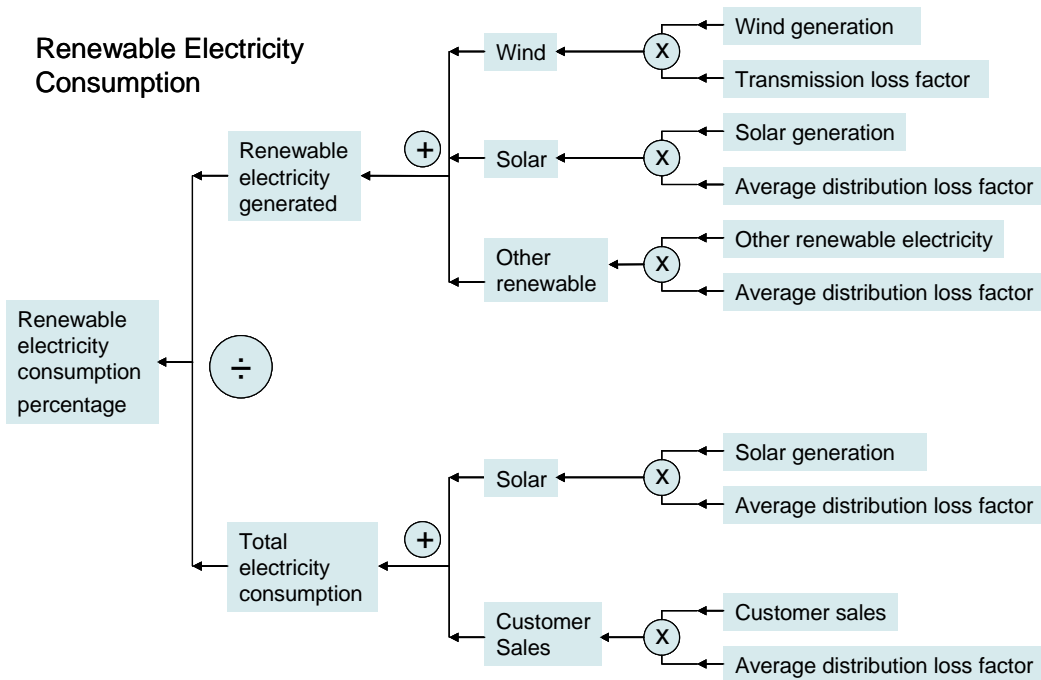 Renewable Electricity
Consumption
Wind generation
Wind
X
Transmission loss factor
Solar generation
Renewable
electricity
generated
+
Solar
X
Average distribution loss factor
Other renewable electricity
Other
renewable
X
Average distribution loss factor
Renewable
electricity
consumption
percentage
÷
Solar generation
Solar
X
Average distribution loss factor
Total
electricity
consumption
+
Customer sales
Customer
Sales
X
Average distribution loss factor